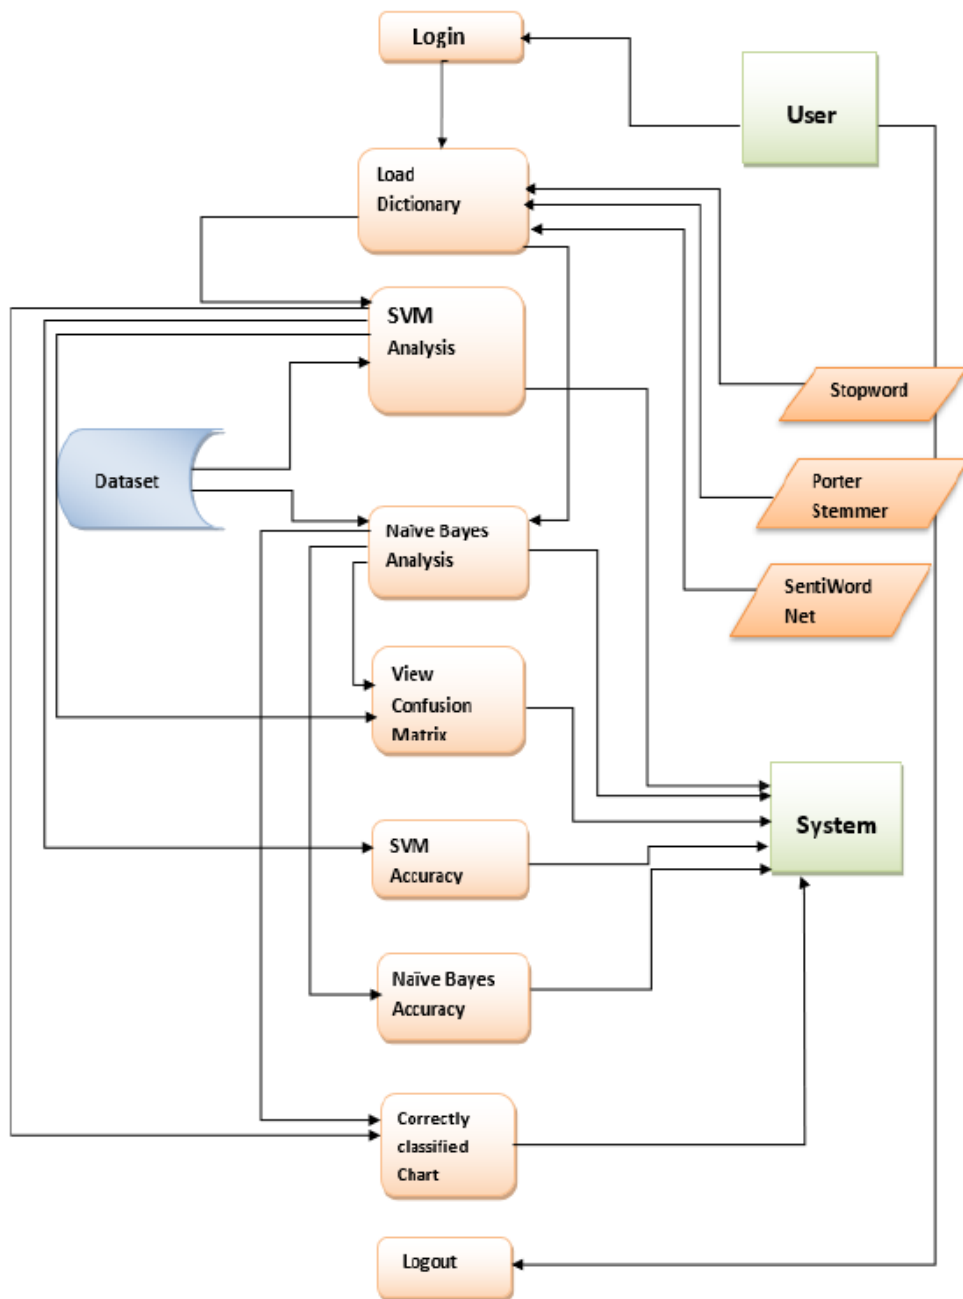 Login
User
Load
Dictionary
SVM
Analysis
Stopword
Dataset
Porter
Stemmer
Naïve Bayes
Analysis
SentiWord
Net
View
Confusion
Matrix
System
SVM
Accuracy
Naïve Bayes
Accuracy
Correctly
classified
Chart
Logout